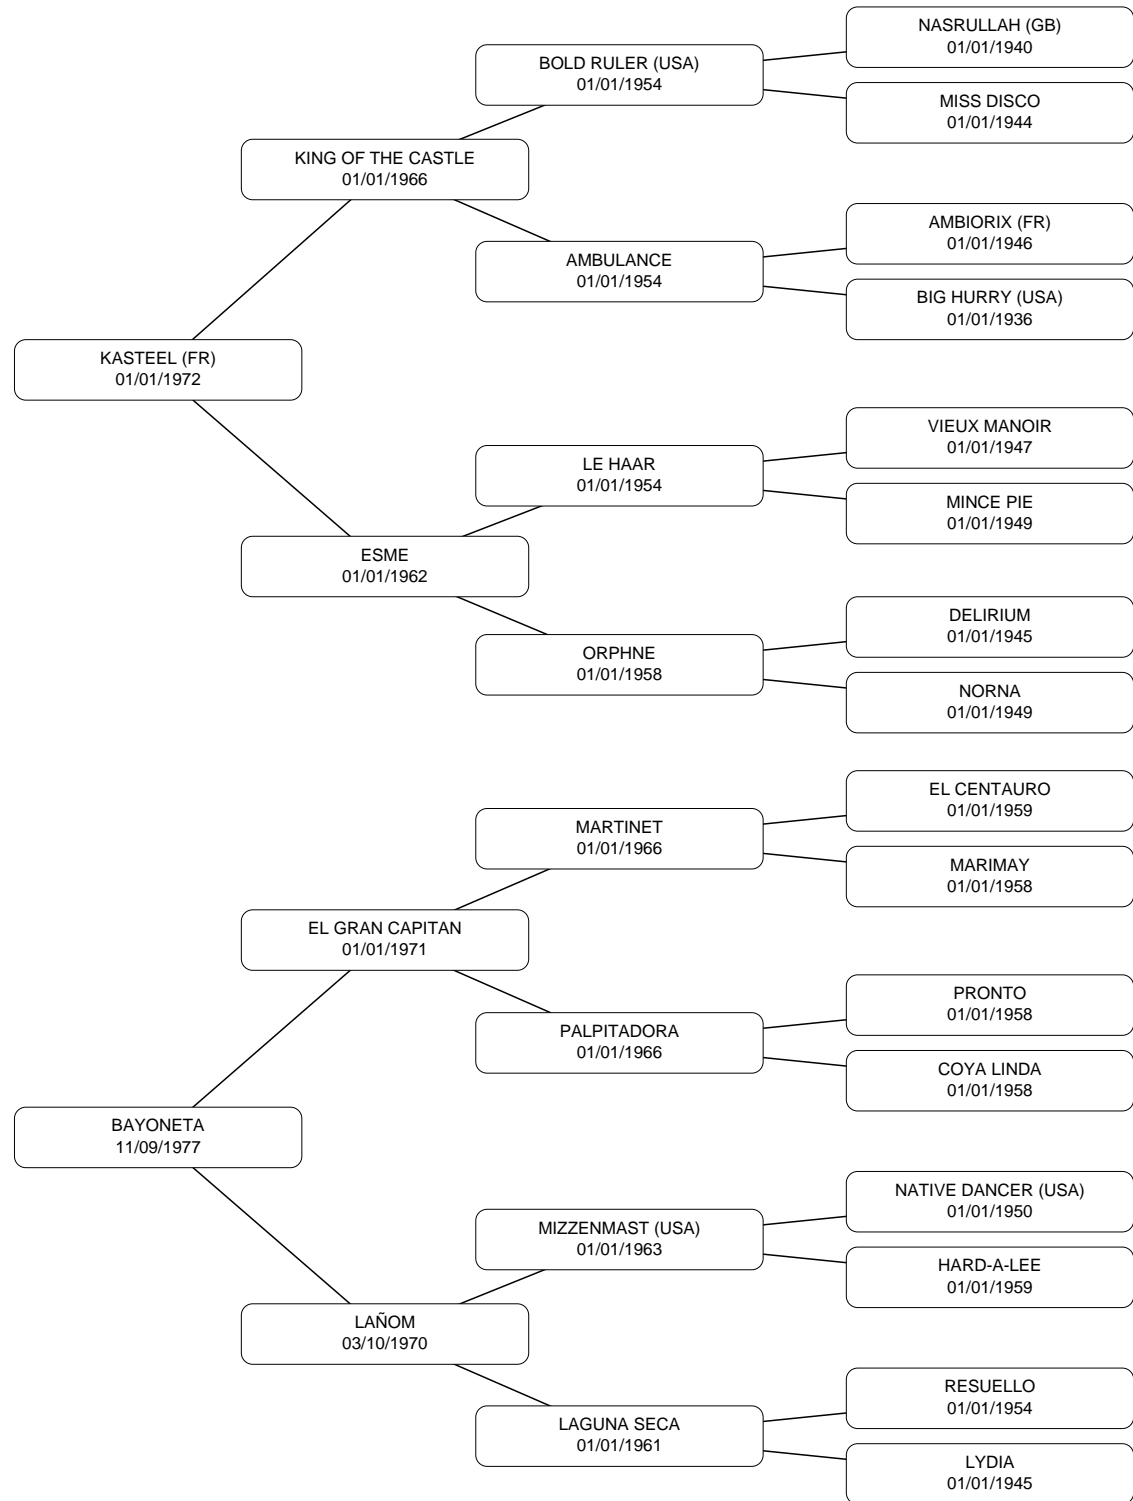 NASRULLAH (GB)
01/01/1940
BOLD RULER (USA)
01/01/1954
MISS DISCO
01/01/1944
KING OF THE CASTLE
01/01/1966
AMBIORIX (FR)
01/01/1946
AMBULANCE
01/01/1954
BIG HURRY (USA)
01/01/1936
KASTEEL (FR)
01/01/1972
VIEUX MANOIR
01/01/1947
LE HAAR
01/01/1954
MINCE PIE
01/01/1949
ESME
01/01/1962
DELIRIUM
01/01/1945
ORPHNE
01/01/1958
NORNA
01/01/1949
EL CENTAURO
01/01/1959
MARTINET
01/01/1966
MARIMAY
01/01/1958
EL GRAN CAPITAN
01/01/1971
PRONTO
01/01/1958
PALPITADORA
01/01/1966
COYA LINDA
01/01/1958
BAYONETA
11/09/1977
NATIVE DANCER (USA)
01/01/1950
MIZZENMAST (USA)
01/01/1963
HARD-A-LEE
01/01/1959
LAÑOM
03/10/1970
RESUELLO
01/01/1954
LAGUNA SECA
01/01/1961
LYDIA
01/01/1945